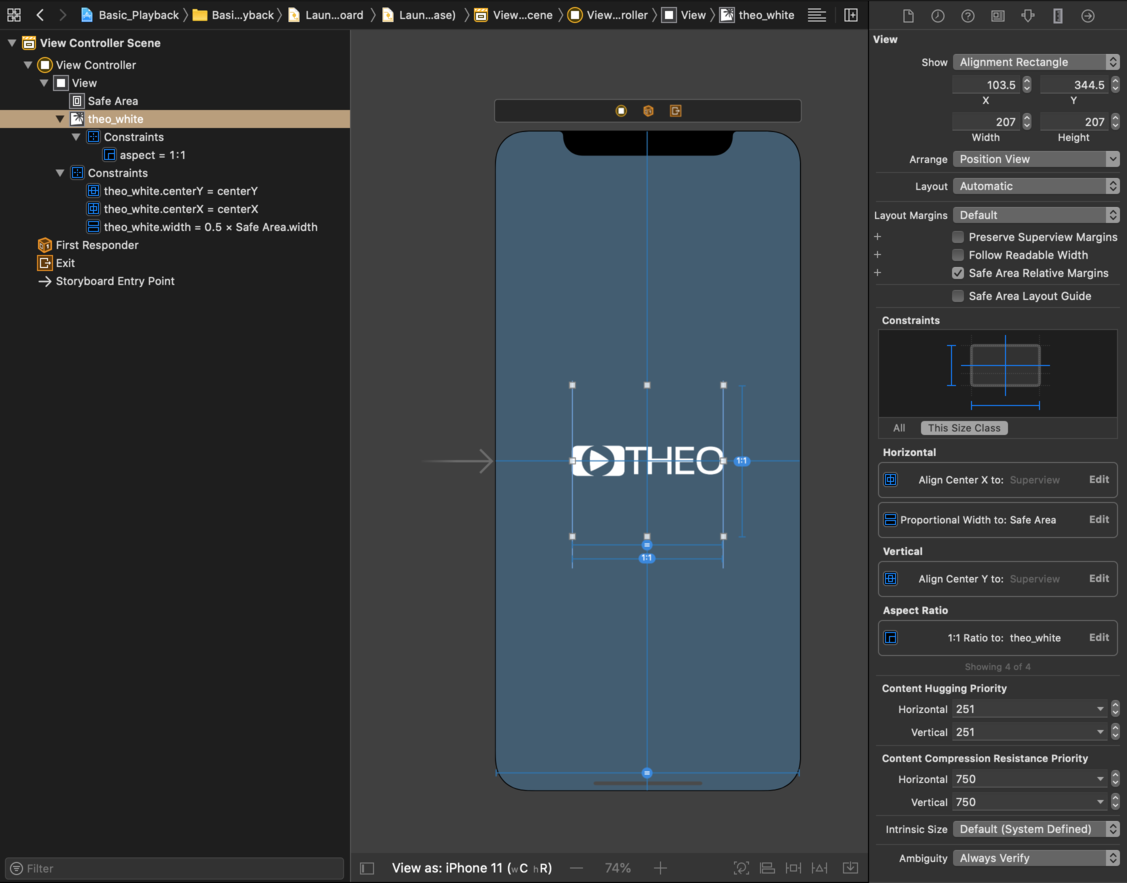 Basic_Playback
Basi...yback
Laun...oard
Laun...ase)
View...cene
View...roller
View
theo_white
View Controller Scene
View Controller
View
Safe Area
theo_white
Constraints
aspect = 1:1
Constraints
theo_white.centerY = centerY
theo_white.centerX = centerX
theo_white.width = 0.5 × Safe Area.width
First Responder
Exit
Storyboard Entry Point
Filter
THEO
1:1
1:1
View as: iPhone 11 (wC hR)
74%
View
Show Alignment Rectangle
103.5 344.5
X Y
207 207
Width Height
Arrange Position View
Layout Automatic
Layout Margins Default
Preserve Superview Margins
Follow Readable Width
Safe Area Relative Margins
Safe Area Layout Guide
Constraints
All This Size Class
Horizontal
Align Center X to: Superview Edit
Proportional Width to: Safe Area Edit
Vertical
Align Center Y to: Superview Edit
Aspect Ratio
1:1 Ratio to: theo_white Edit
Showing 4 of 4
Content Hugging Priority
Horizontal 251
Vertical 251
Content Compression Resistance Priority
Horizontal 750
Vertical 750
Intrinsic Size Default (System Defined)
Ambiguity Always Verify